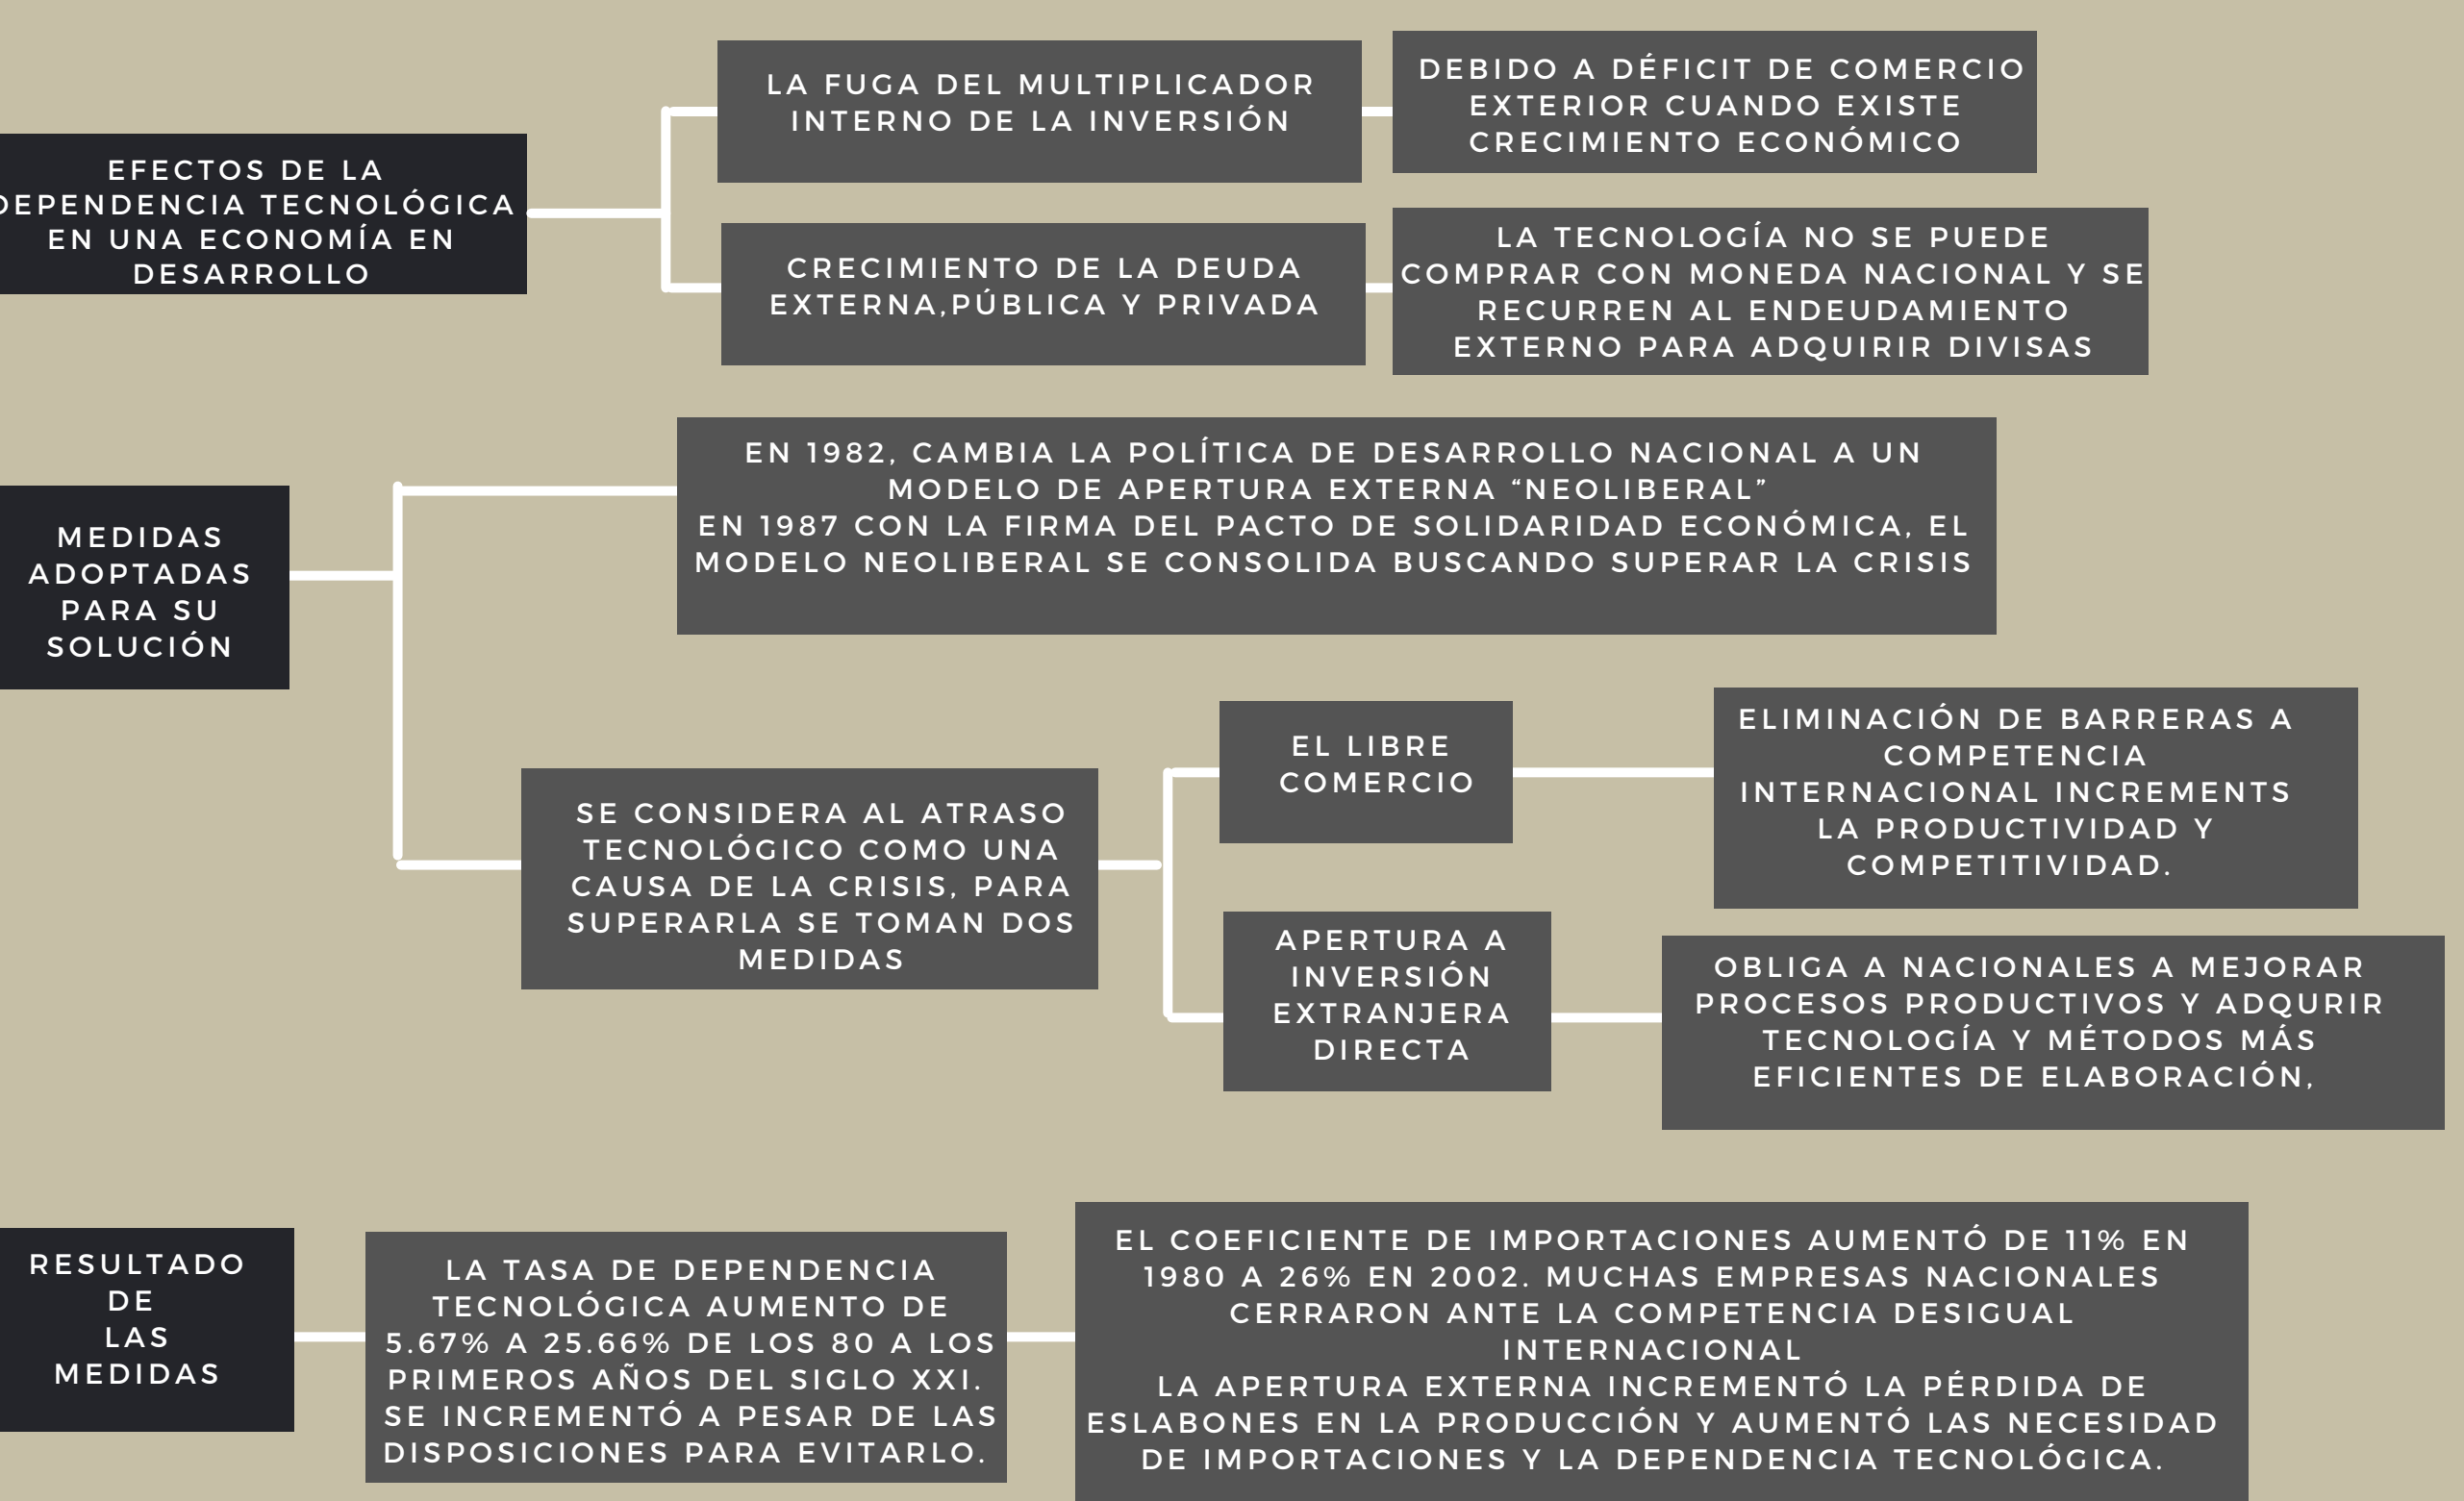 EFECTOS DE LA
DEPENDENCIA TECNOLÓGICA
EN UNA ECONOMÍA EN
DESARROLLO
LA FUGA DEL MULTIPLICADOR
INTERNO DE LA INVERSIÓN
DEBIDO A DÉFICIT DE COMERCIO
EXTERIOR CUANDO EXISTE
CRECIMIENTO ECONÓMICO
CRECIMIENTO DE LA DEUDA
EXTERNA,PÚBLICA Y PRIVADA
LA TECNOLOGÍA NO SE PUEDE
COMPRAR CON MONEDA NACIONAL Y SE
RECURREN AL ENDEUDAMIENTO
EXTERNO PARA ADQUIRIR DIVISAS
MEDIDAS
ADOPTADAS
PARA SU
SOLUCIÓN
EN 1982, CAMBIA LA POLÍTICA DE DESARROLLO NACIONAL A UN
MODELO DE APERTURA EXTERNA “NEOLIBERAL”
EN 1987 CON LA FIRMA DEL PACTO DE SOLIDARIDAD ECONÓMICA, EL
MODELO NEOLIBERAL SE CONSOLIDA BUSCANDO SUPERAR LA CRISIS
SE CONSIDERA AL ATRASO
TECNOLÓGICO COMO UNA
CAUSA DE LA CRISIS, PARA
SUPERARLA SE TOMAN DOS
MEDIDAS
EL LIBRE
COMERCIO
ELIMINACIÓN DE BARRERAS A
COMPETENCIA
INTERNACIONAL INCREMENTS
LA PRODUCTIVIDAD Y
COMPETITIVIDAD.
APERTURA A
INVERSIÓN
EXTRANJERA
DIRECTA
OBLIGA A NACIONALES A MEJORAR
PROCESOS PRODUCTIVOS Y ADQURIR
TECNOLOGÍA Y MÉTODOS MÁS
EFICIENTES DE ELABORACIÓN,
RESULTADO
DE
LAS
MEDIDAS
LA TASA DE DEPENDENCIA
TECNOLÓGICA AUMENTO DE
5.67% A 25.66% DE LOS 80 A LOS
PRIMEROS AÑOS DEL SIGLO XXI.
SE INCREMENTÓ A PESAR DE LAS
DISPOSICIONES PARA EVITARLO.
EL COEFICIENTE DE IMPORTACIONES AUMENTÓ DE 11% EN
1980 A 26% EN 2002. MUCHAS EMPRESAS NACIONALES
CERRARON ANTE LA COMPETENCIA DESIGUAL
INTERNACIONAL
LA APERTURA EXTERNA INCREMENTÓ LA PÉRDIDA DE
ESLABONES EN LA PRODUCCIÓN Y AUMENTÓ LAS NECESIDAD
DE IMPORTACIONES Y LA DEPENDENCIA TECNOLÓGICA.